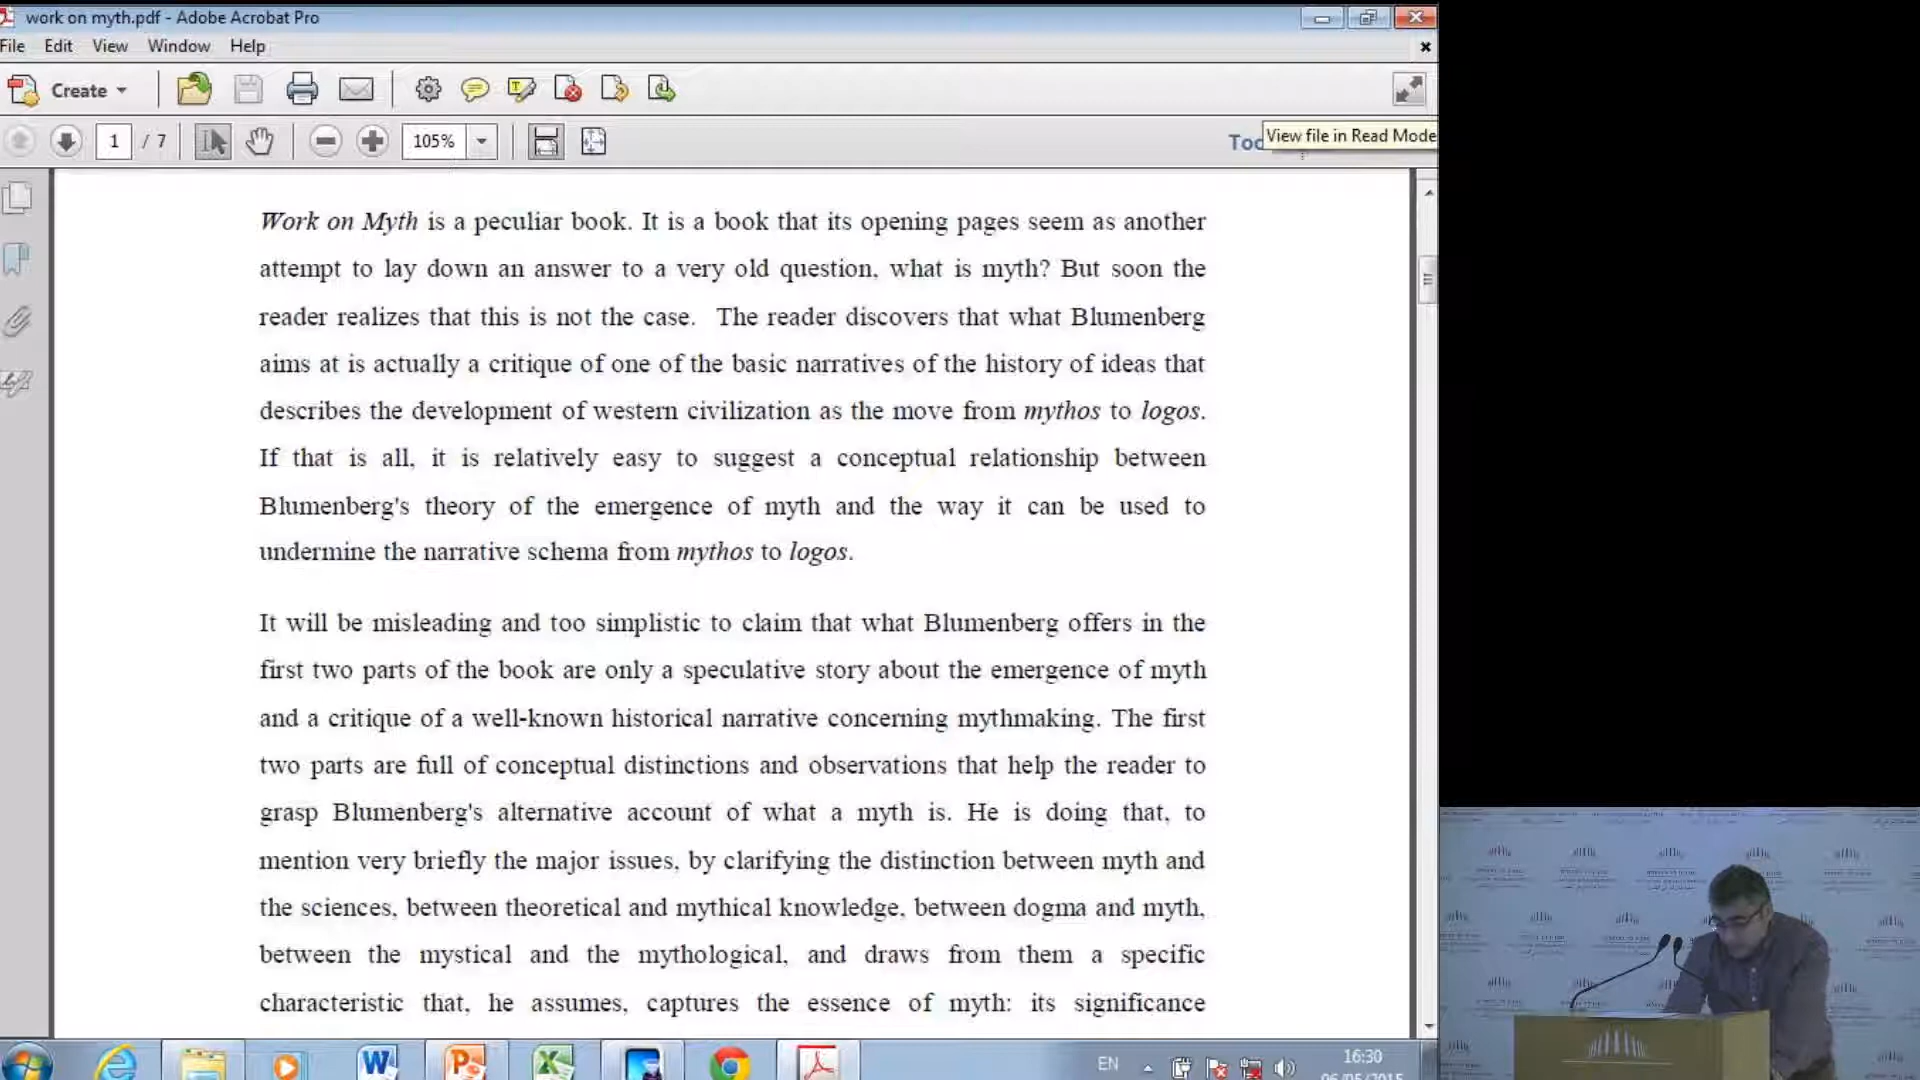 work on myth.pdf - Adobe Acrobat Pro
File Edit View Window Help
Create
1 / 7 105%
View file in Read Mode
Work on Myth is a peculiar book. It is a book that its opening pages seem as another
attempt to lay down an answer to a very old question, what is myth? But soon the
reader realizes that this is not the case. The reader discovers that what Blumenberg
aims at is actually a critique of one of the basic narratives of the history of ideas that
describes the development of western civilization as the move from mythos to logos.
If that is all, it is relatively easy to suggest a conceptual relationship between
Blumenberg's theory of the emergence of myth and the way it can be used to
undermine the narrative schema from mythos to logos.
It will be misleading and too simplistic to claim that what Blumenberg offers in the
first two parts of the book are only a speculative story about the emergence of myth
and a critique of a well-known historical narrative concerning mythmaking. The first
two parts are full of conceptual distinctions and observations that help the reader to
grasp Blumenberg's alternative account of what a myth is. He is doing that, to
mention very briefly the major issues, by clarifying the distinction between myth and
the sciences, between theoretical and mythical knowledge, between dogma and myth,
between the mystical and the mythological, and draws from them a specific
characteristic that, he assumes, captures the essence of myth: its significance
EN
16:30
06/05/2015